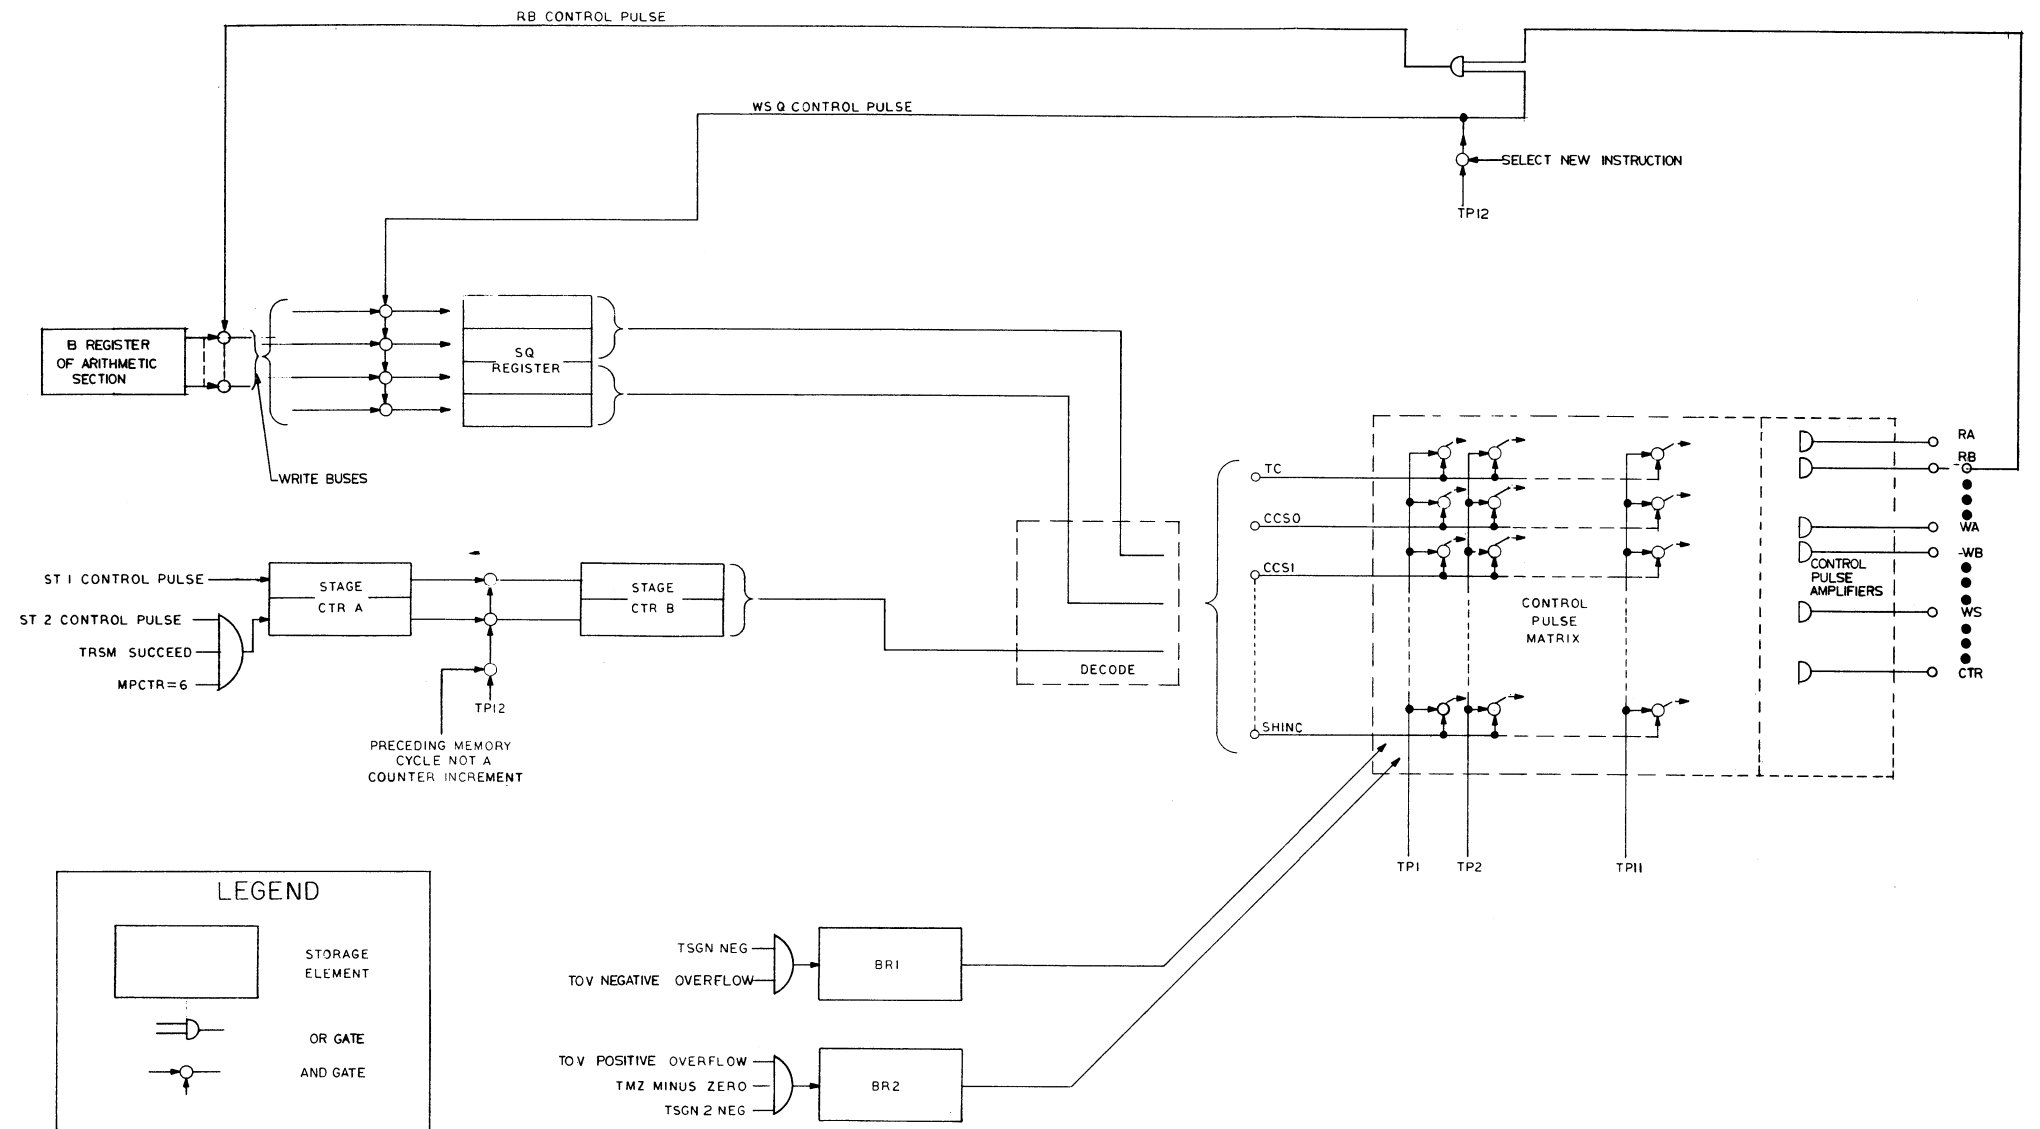 RB CONTROL PULSE
WSQ CONTROL PULSE
SELECT NEW INSTRUCTION
TP12
B REGISTER
OF ARITHMETIC
SECTION
SQ
REGISTER
WRITE BUSES
RA
RB
WA
WB
WS
CTR
TC
CCS0
CCS1
SHINC
CONTROL
PULSE
MATRIX
CONTROL
PULSE
AMPLIFIERS
ST 1 CONTROL PULSE
ST 2 CONTROL PULSE
TRSM SUCCEED
MPCTR=6
STAGE
CTR A
STAGE
CTR B
TP12
PRECEDING MEMORY
CYCLE NOT A
COUNTER INCREMENT
DECODE
TP1
TP2
TP11
LEGEND
STORAGE
ELEMENT
OR GATE
AND GATE
TSGN NEG
TOV NEGATIVE OVERFLOW
BR1
TOV POSITIVE OVERFLOW
TMZ MINUS ZERO
TSGN 2 NEG
BR2